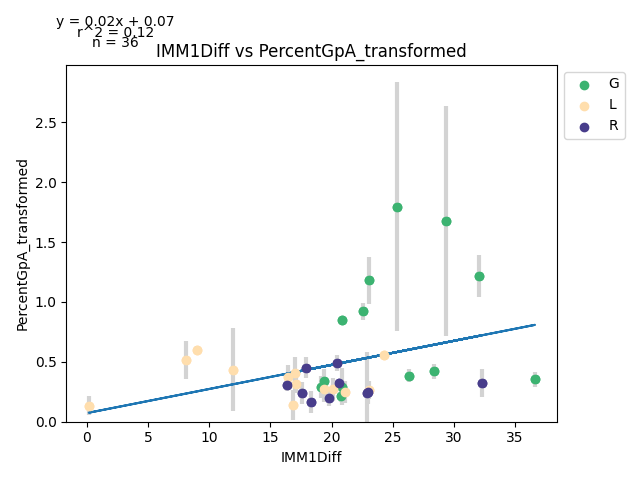 y = 0.02x + 0.07
r^2 = 0.12
n = 36
IMM1Diff vs PercentGpA_transformed
G
L
R
PercentGpA_transformed
2.5
2.0
1.5
1.0
0.5
0.0
0 5 10 15 20 25 30 35
IMM1Diff